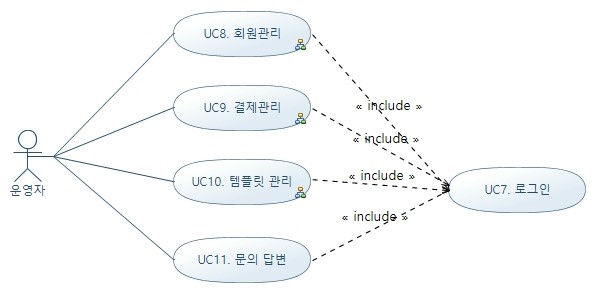 UC8. 회원관리
« include »
UC9. 결제관리
« include »
운영자
UC10. 템플릿 관리
« include »
UC7. 로그인
« include »
UC11. 문의 답변